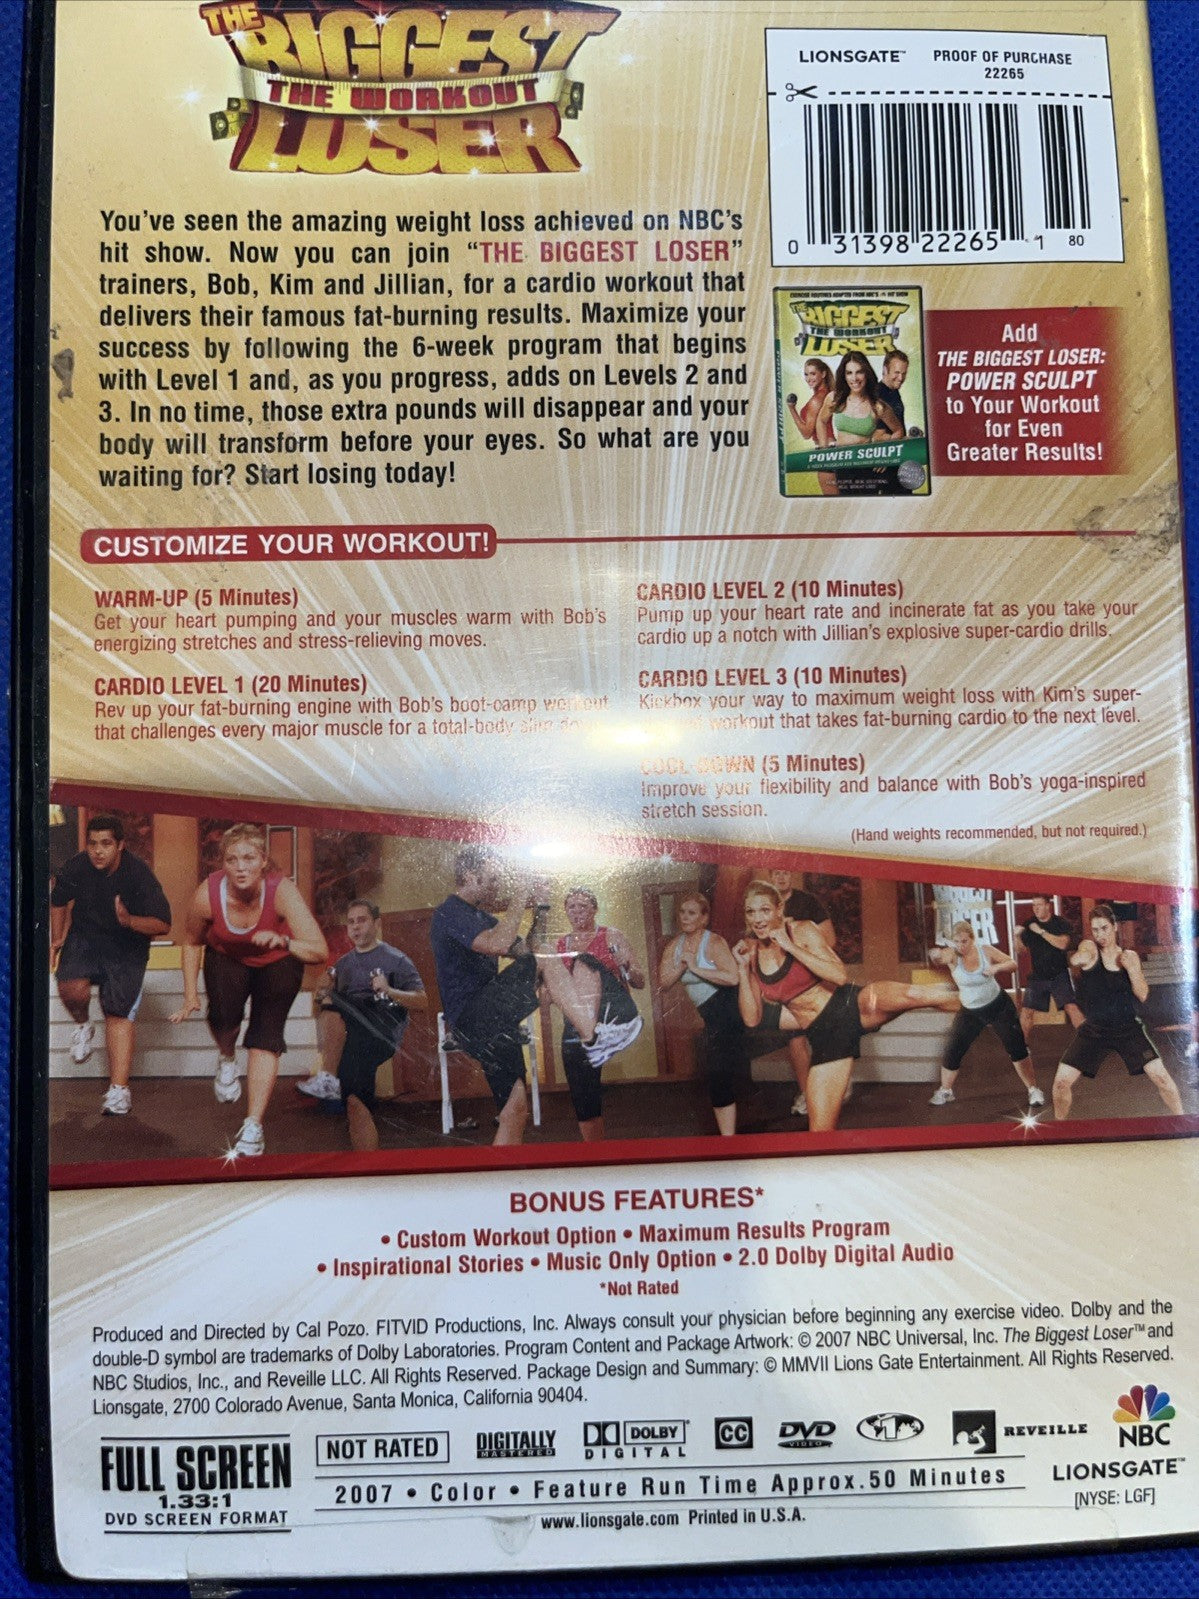 THE
BIGGEST
THE WORKOUT
LOSER
LIONSGATE™ PROOF OF PURCHASE
22265
0 31398 22265 1 80
You've seen the amazing weight loss achieved on NBC's
hit show. Now you can join "THE BIGGEST LOSER"
trainers, Bob, Kim and Jillian, for a cardio workout that
delivers their famous fat-burning results. Maximize your
success by following the 6-week program that begins
with Level 1 and, as you progress, adds on Levels 2 and
3. In no time, those extra pounds will disappear and your
body will transform before your eyes. So what are you
waiting for? Start losing today!
THE
BIGGEST
THE WORKOUT
LOSER
POWER SCULPT
Add
THE BIGGEST LOSER:
POWER SCULPT
to Your Workout
for Even
Greater Results!
CUSTOMIZE YOUR WORKOUT!
WARM-UP (5 Minutes)
Get your heart pumping and your muscles warm with Bob's
energizing stretches and stress-relieving moves.
CARDIO LEVEL 1 (20 Minutes)
Rev up your fat-burning engine with Bob's boot-camp workout
that challenges every major muscle for a total-body
CARDIO LEVEL 2 (10 Minutes)
Pump up your heart rate and incinerate fat as you take your
cardio up a notch with Jillian's explosive super-cardio drills.
CARDIO LEVEL 3 (10 Minutes)
Kickbox your way to maximum weight loss with Kim's super-
workout that takes fat-burning cardio to the next level.
COOL-DOWN (5 Minutes)
Improve your flexibility and balance with Bob's yoga-inspired
stretch session.
(Hand weights recommended, but not required.)
LOSER
BONUS FEATURES*
• Custom Workout Option • Maximum Results Program
• Inspirational Stories • Music Only Option • 2.0 Dolby Digital Audio
*Not Rated
Produced and Directed by Cal Pozo. FITVID Productions, Inc. Always consult your physician before beginning any exercise video. Dolby and the
double-D symbol are trademarks of Dolby Laboratories. Program Content and Package Artwork: © 2007 NBC Universal, Inc. The Biggest Loser™ and
NBC Studios, Inc., and Reveille LLC. All Rights Reserved. Package Design and Summary: © MMVII Lions Gate Entertainment. All Rights Reserved.
Lionsgate, 2700 Colorado Avenue, Santa Monica, California 90404.
FULL SCREEN
1.33:1
DVD SCREEN FORMAT
NOT RATED
DIGITALLY
MASTERED
DOLBY
DIGITAL
CC
DVD
VIDEO
1
REVEILLE
NBC
2007 • Color • Feature Run Time Approx. 50 Minutes
LIONSGATE™
[NYSE: LGF]
www.lionsgate.com Printed in U.S.A.